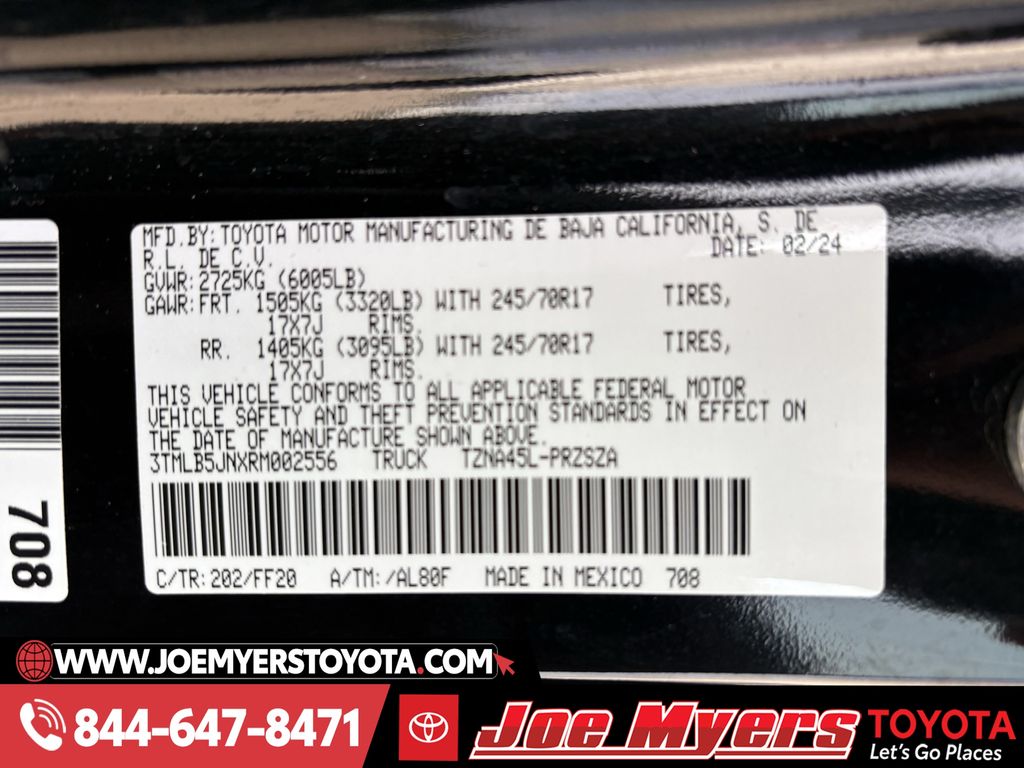 MFD.BY: TOYOTA MOTOR MANUFACTURING DE BAJA CALIFORNIA, S. DE
R.L. DE C.V. DATE: 02/24
GVWR: 2725KG (6005LB)
GAWR: FRT. 1505KG (3320LB) WITH 245/70R17 TIRES,
17X7J RIMS.
RR. 1405KG (3095LB) WITH 245/70R17 TIRES,
17X7J RIMS.
THIS VEHICLE CONFORMS TO ALL APPLICABLE FEDERAL MOTOR
VEHICLE SAFETY AND THEFT PREVENTION STANDARDS IN EFFECT ON
THE DATE OF MANUFACTURE SHOWN ABOVE.
3TMLB5JNXRM002556 TRUCK TZNA45L-PRZSZA
C/TR: 202/FF20 A/TM: /AL80F MADE IN MEXICO 708
708
WWW.JOEMYERSTOYOTA.COM
844-647-8471
Joe Myers TOYOTA
Let's Go Places